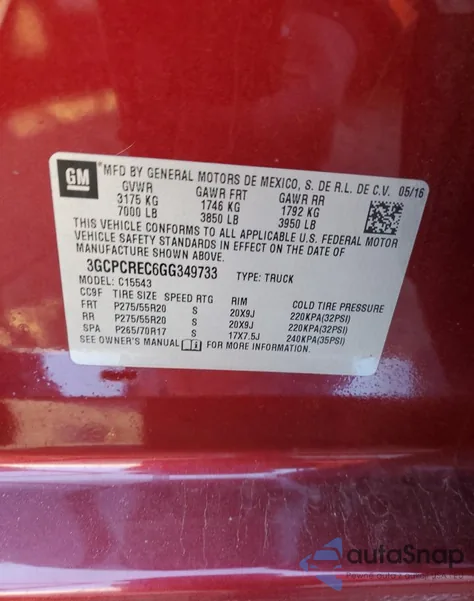 GM
MFD BY GENERAL MOTORS DE MEXICO, S. DE R.L. DE C.V. 05/16
GVWR GAWR FRT GAWR RR
3175 KG 1746 KG 1792 KG
7000 LB 3850 LB 3950 LB
THIS VEHICLE CONFORMS TO ALL APPLICABLE U.S. FEDERAL MOTOR
VEHICLE SAFETY STANDARDS IN EFFECT ON THE DATE OF
MANUFACTURE SHOWN ABOVE.
3GCPCREC6GG349733 TYPE: TRUCK
MODEL: C15543
CC9F TIRE SIZE SPEED RTG RIM COLD TIRE PRESSURE
FRT P275/55R20 S 20X9J 220KPA(32PSI)
RR P275/55R20 S 20X9J 220KPA(32PSI)
SPA P265/70R17 S 17X7.5J 240KPA(35PSI)
SEE OWNER'S MANUAL FOR MORE INFORMATION.
autaSnap
Pewne auta z